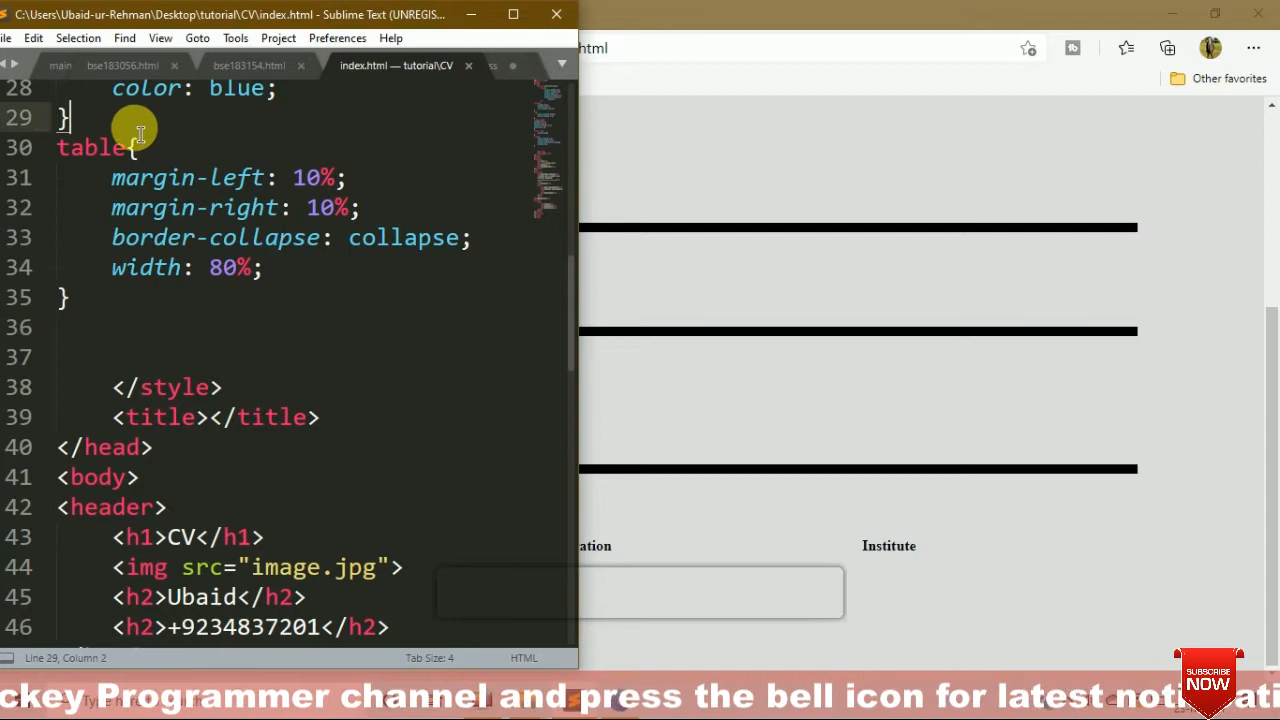 C:\Users\Ubaid-ur-Rehman\Desktop\tutorial\CV\index.html - Sublime Text (UNREGIS...
ile Edit Selection Find View Goto Tools Project Preferences Help
main bse183056.html bse183154.html index.html — tutorial\CV ss
html
Other favorites
28 color: blue;
29 }
30 table{
31 margin-left: 10%;
32 margin-right: 10%;
33 border-collapse: collapse;
34 width: 80%;
35 }
36
37
38 </style>
39 <title></title>
40 </head>
41 <body>
42 <header>
43 <h1>CV</h1>
44 <img src="image.jpg">
45 <h2>Ubaid</h2>
46 <h2>+9234837201</h2>
ation Institute
Line 29, Column 2 Tab Size: 4 HTML
SUBSCRIBE
NOW
ckey Programmer channel and press the bell icon for latest notificati